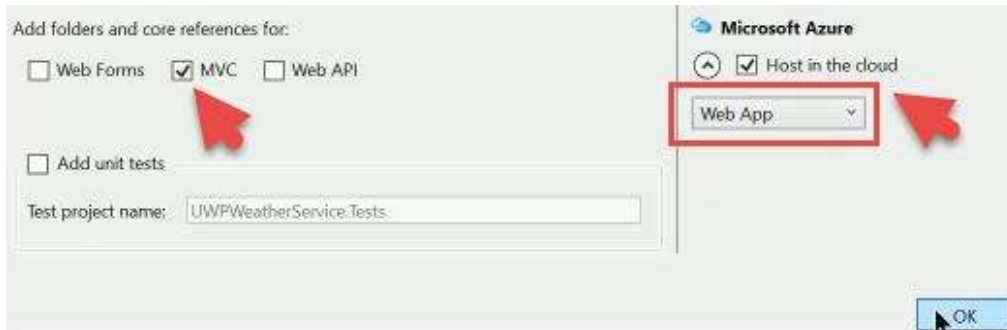 Add folders and core references for:
Web Forms MVC Web API
Add unit tests
Test project name: UWPWeatherService.Tests
Microsoft Azure
Host in the cloud
Web App
OK